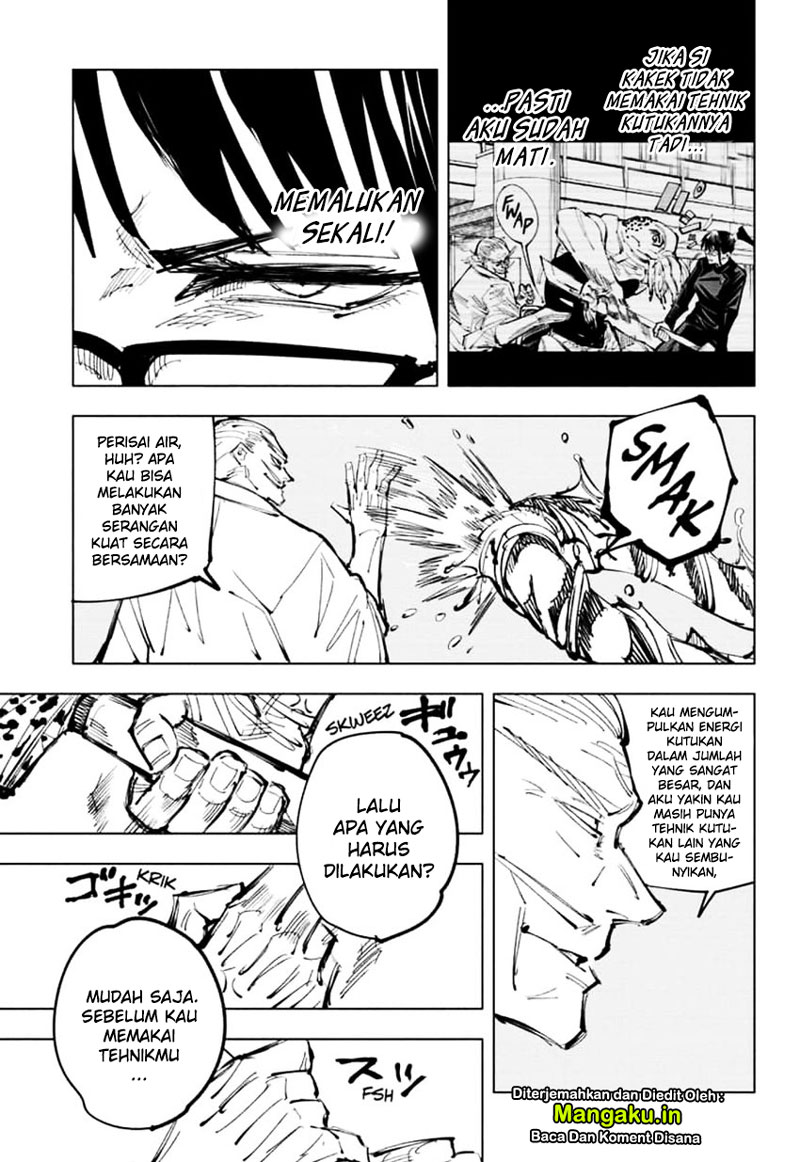 JIKA SI
KAKEK TIDAK
MEMAKAI TEHNIK
KUTUKANNYA
TADI...
...PASTI
AKU SUDAH
MATI.
FWAP
MEMALUKAN
SEKALI!
SMAK
PERISAI AIR,
HUH? APA
KAU BISA
MELAKUKAN
BANYAK
SERANGAN
KUAT SECARA
BERSAMAAN?
KAU MENGUM-
PULKAN ENERGI
KUTUKAN
DALAM JUMLAH
YANG SANGAT
BESAR, DAN
AKU YAKIN KAU
MASIH PUNYA
TEHNIK KUTU-
KAN LAIN YANG
KAU SEMBU-
NYIKAN,
ギュウウ
SKWEEZ
LALU
APA YANG
HARUS
DILAKUKAN?
ゴキッ
KRIK
MUDAH SAJA.
SEBELUM KAU
MEMAKAI
TEHNIKMU
...
スッ
FSH
Diterjemahkan dan Diedit Oleh :
Mangaku.in
Baca Dan Koment Disana